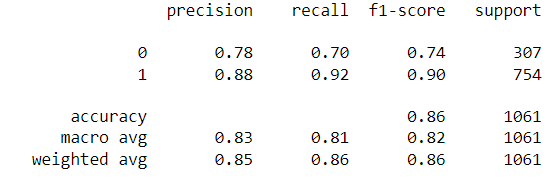 precision recall f1-score support
0 0.78 0.70 0.74 307
1 0.88 0.92 0.90 754
accuracy 0.86 1061
macro avg 0.83 0.81 0.82 1061
weighted avg 0.85 0.86 0.86 1061